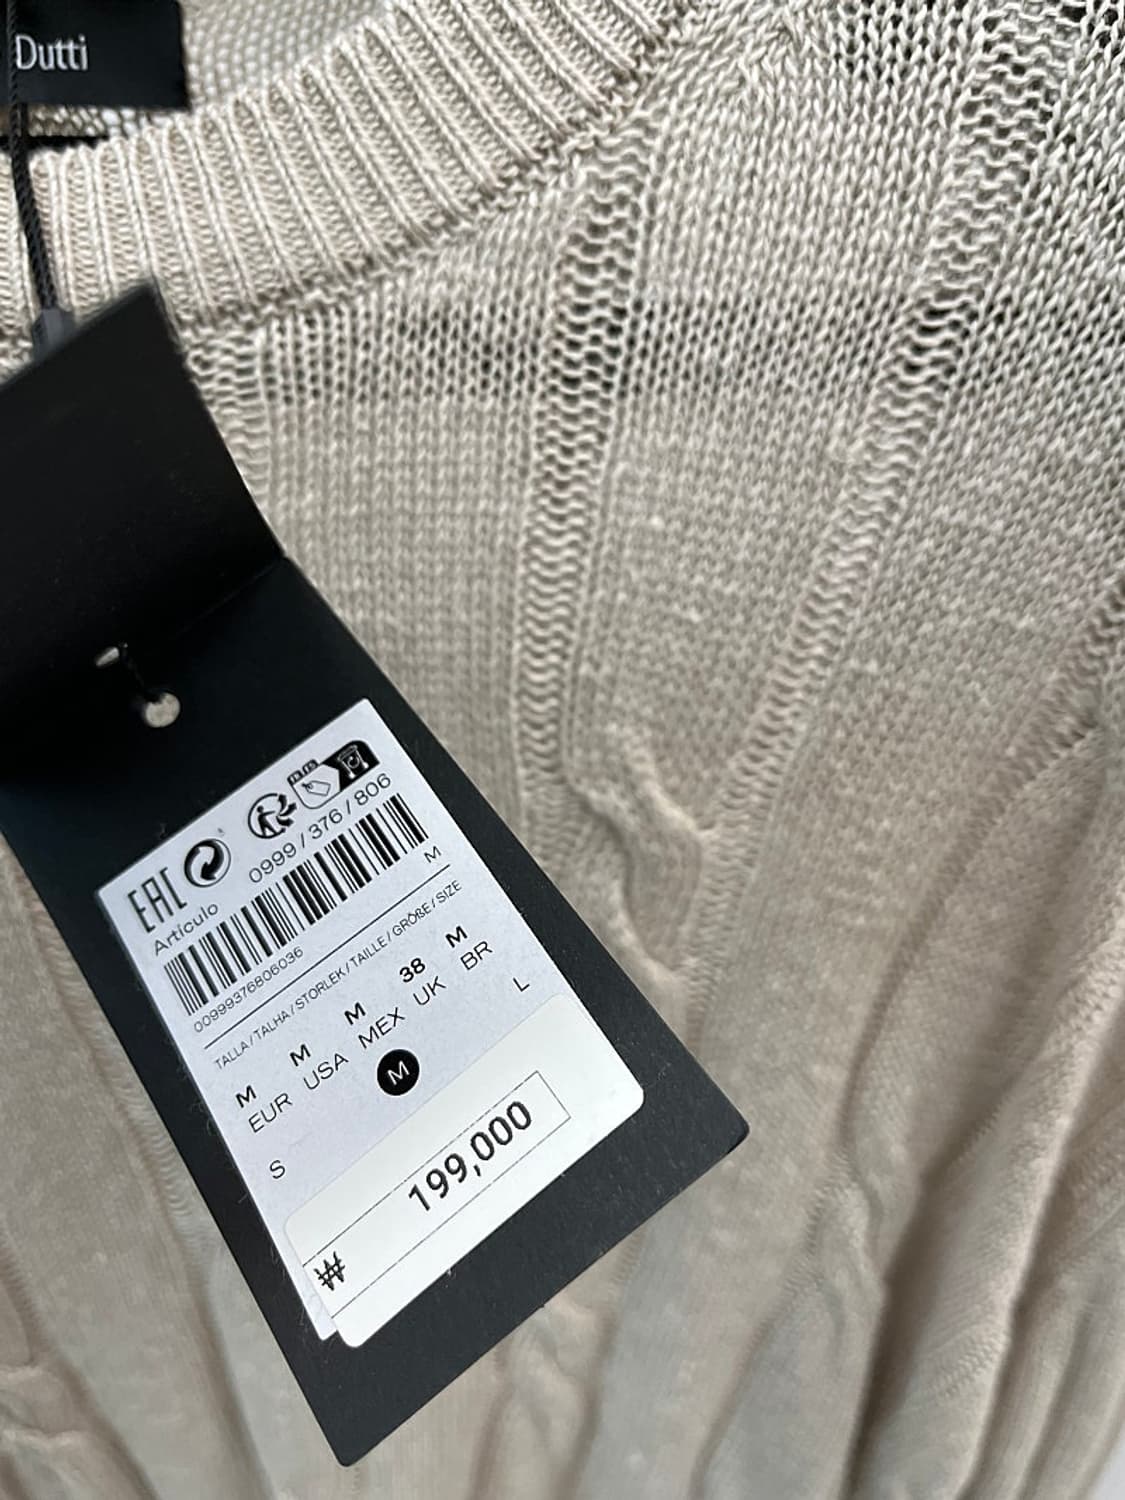 Dutti
EAC
Artículo 0999 / 376 / 806
M
00999376806036
TALLA / TALHA / STORLEK / TAILLE / GRÖßE / SIZE
M M M 38 M
EUR USA MEX UK BR
S M L
₩ 199,000